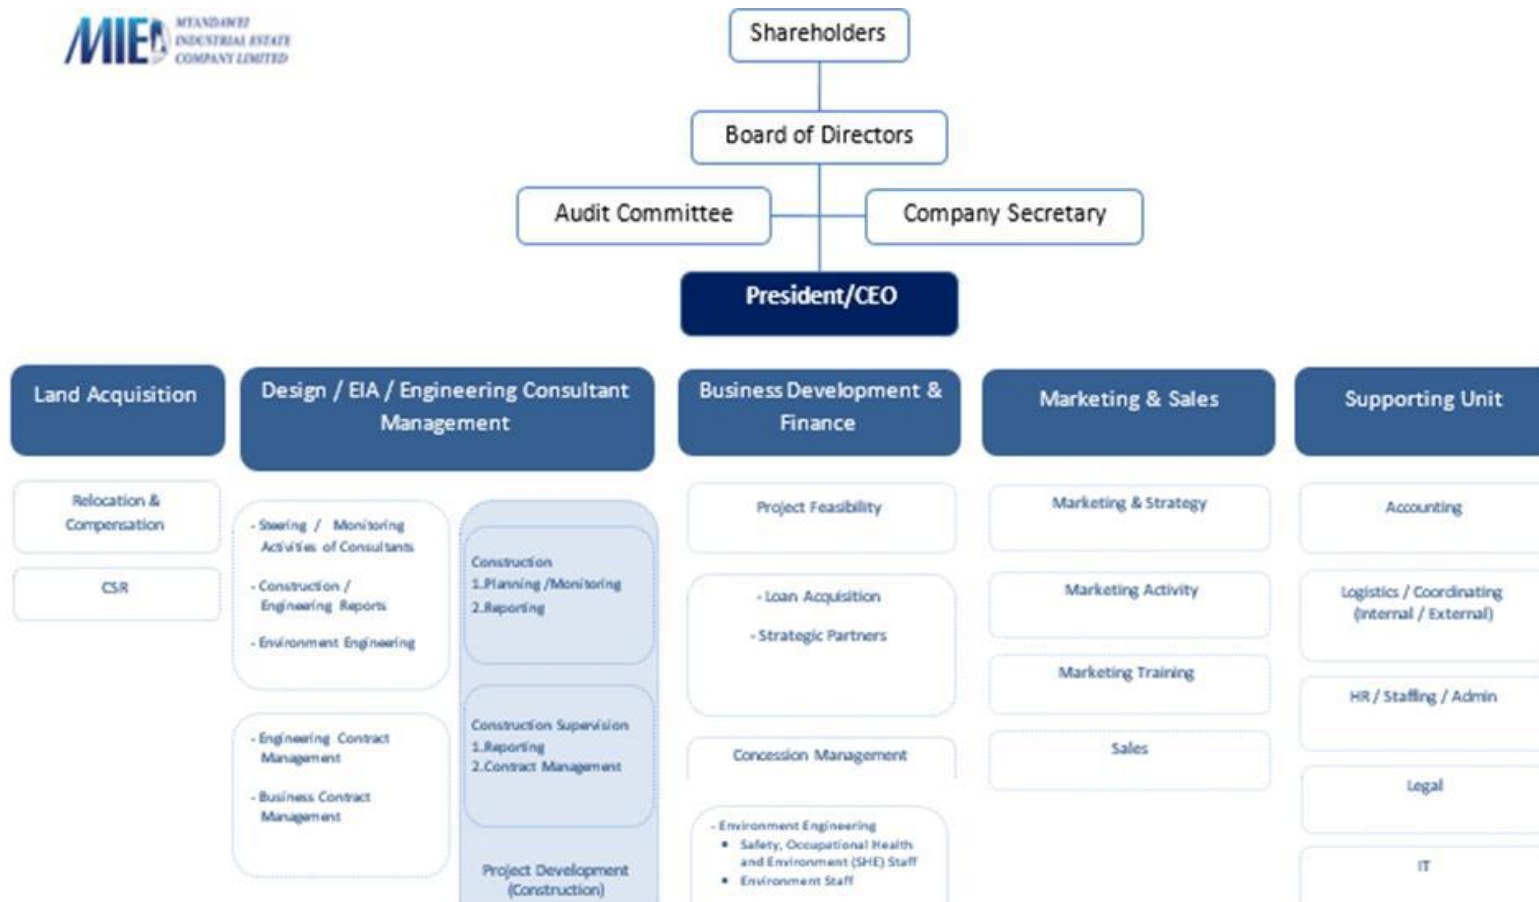 MIE
MYANDAWEI
INDUSTRIAL ESTATE
COMPANY LIMITED
Shareholders
Board of Directors
Audit Committee
Company Secretary
President/CEO
Land Acquisition
Relocation &
Compensation
CSR
Design / EIA / Engineering Consultant
Management
- Steering / Monitoring
Activities of Consultants
- Construction /
Engineering Reports
- Environment Engineering
- Engineering Contract
Management
- Business Contract
Management
Construction
1.Planning /Monitoring
2.Reporting
Construction Supervision
1.Reporting
2.Contract Management
Project Development
(Construction)
Business Development &
Finance
Project Feasibility
- Loan Acquisition
- Strategic Partners
Concession Management
- Environment Engineering
• Safety, Occupational Health
and Environment (SHE) Staff
• Environment Staff
Marketing & Sales
Marketing & Strategy
Marketing Activity
Marketing Training
Sales
Supporting Unit
Accounting
Logistics / Coordinating
(Internal / External)
HR / Staffing / Admin
Legal
IT